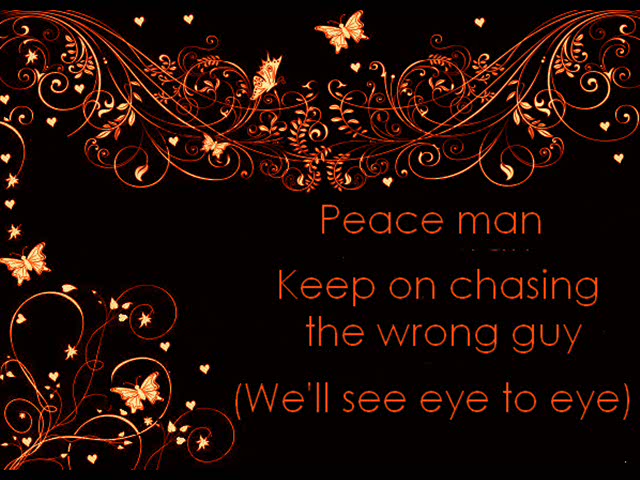 Peace man
Keep on chasing
the wrong guy
(We'll see eye to eye)